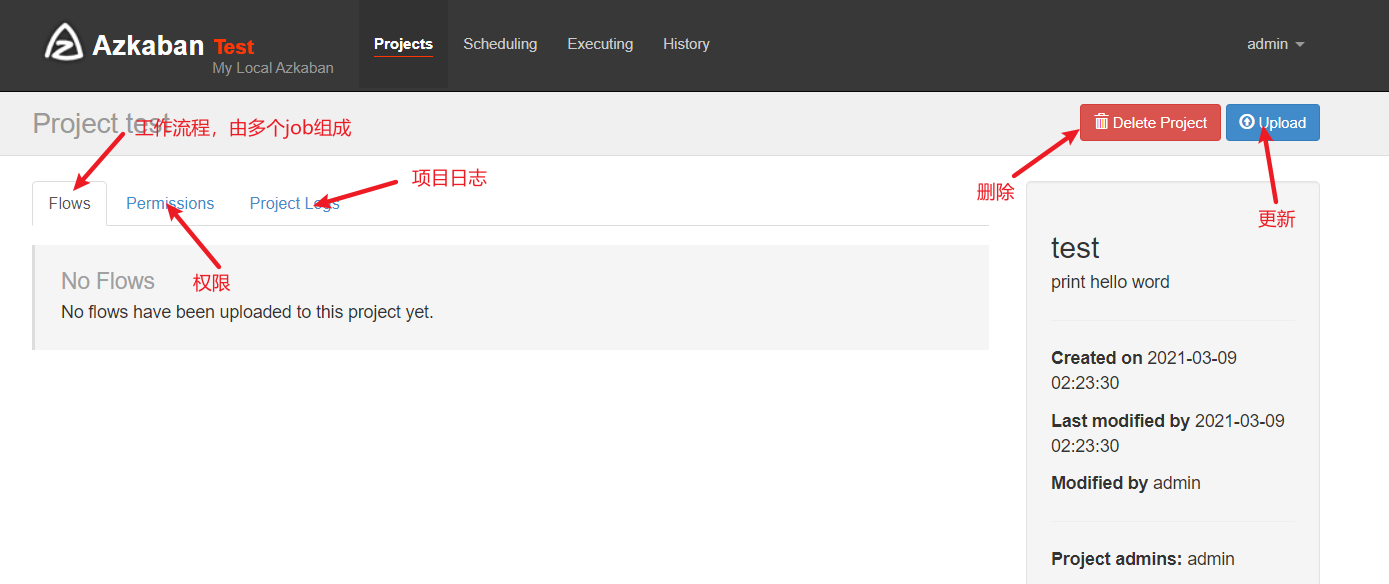 Azkaban Test
My Local Azkaban
Projects
Scheduling
Executing
History
admin
Project test
工作流程，由多个job组成
Delete Project
Upload
项目日志
删除
更新
Flows
Permissions
Project Logs
权限
No Flows
No flows have been uploaded to this project yet.
test
print hello word
Created on 2021-03-09
02:23:30
Last modified by 2021-03-09
02:23:30
Modified by admin
Project admins: admin